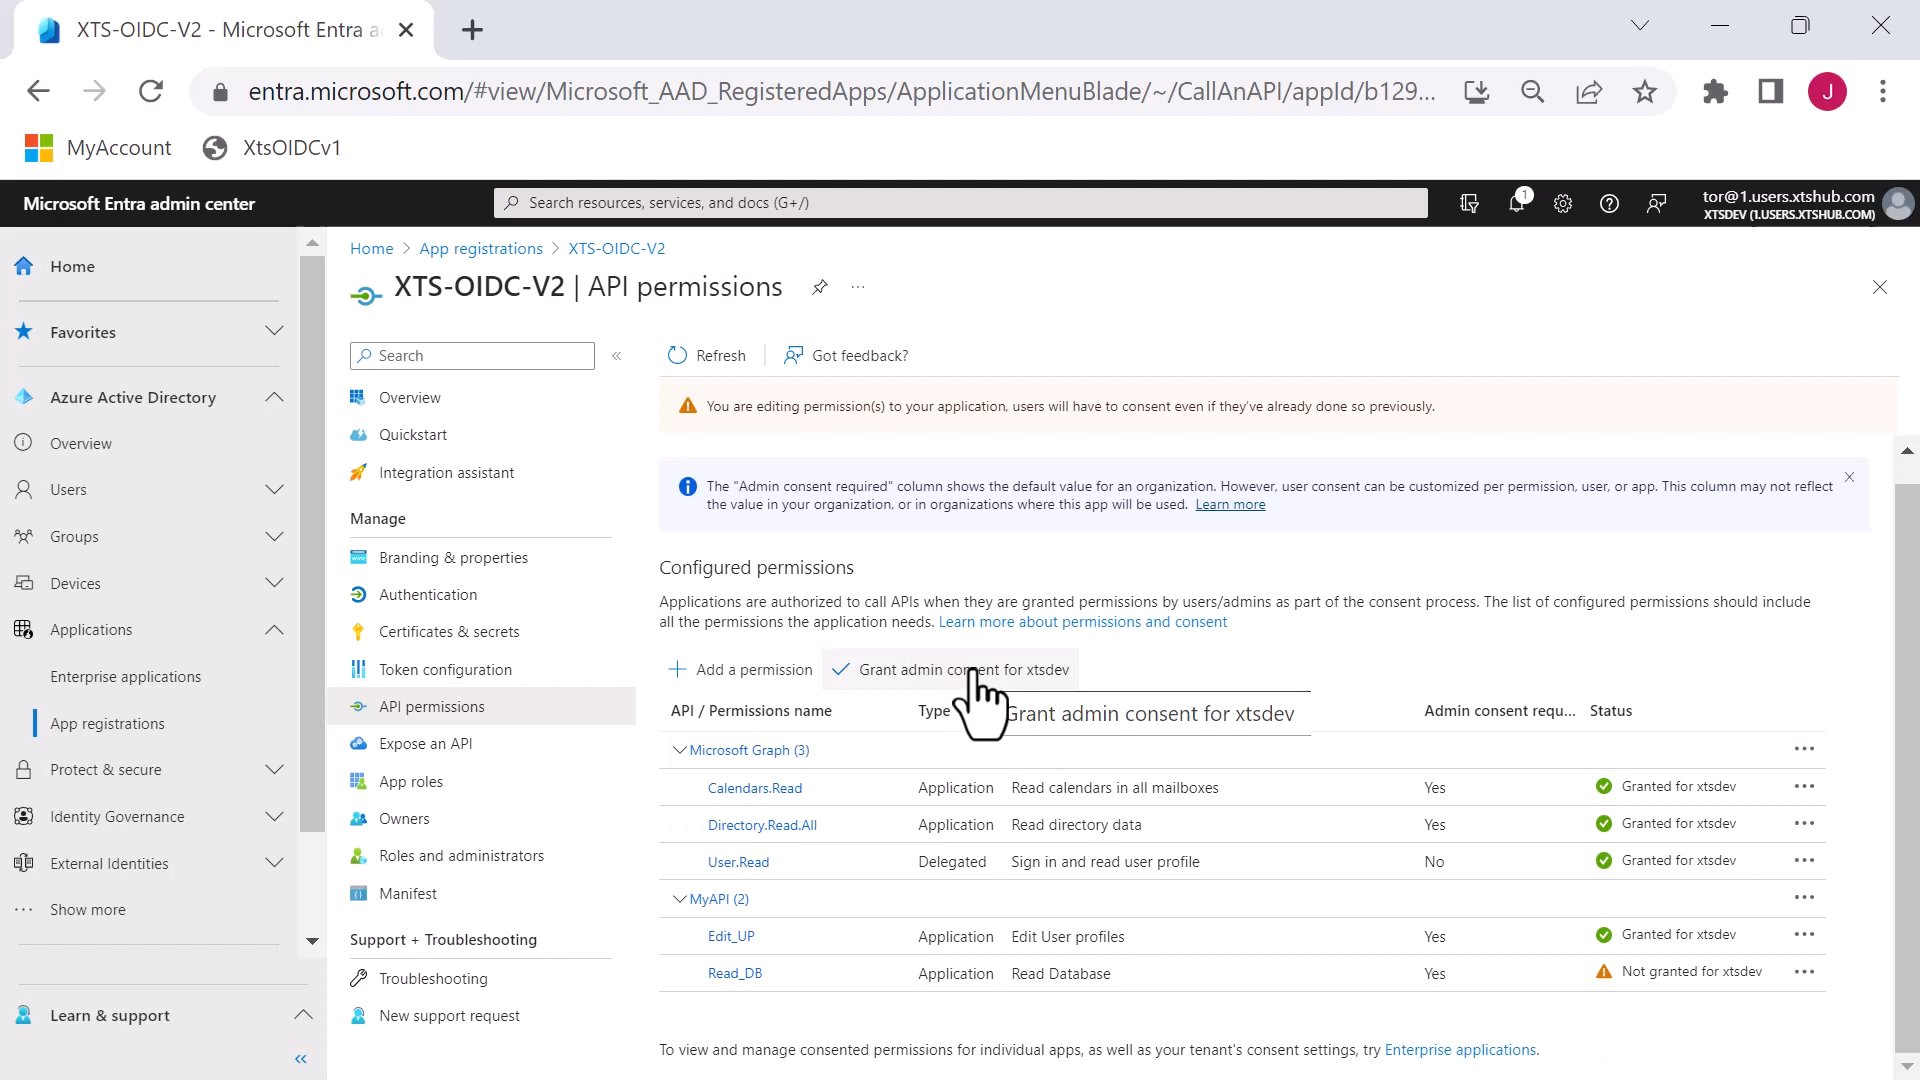 XTS-OIDC-V2 - Microsoft Entra a
entra.microsoft.com/#view/Microsoft_AAD_RegisteredApps/ApplicationMenuBlade/~/CallAnAPI/appId/b129...
J
MyAccount
XtsOIDCv1
Microsoft Entra admin center
Search resources, services, and docs (G+/)
1
tor@1.users.xtshub.com
XTSDEV (1.USERS.XTSHUB.COM)
Home
Favorites
Azure Active Directory
Overview
Users
Groups
Devices
Applications
Enterprise applications
App registrations
Protect & secure
Identity Governance
External Identities
Show more
Learn & support
Home > App registrations > XTS-OIDC-V2
XTS-OIDC-V2 | API permissions
Search
Overview
Quickstart
Integration assistant
Manage
Branding & properties
Authentication
Certificates & secrets
Token configuration
API permissions
Expose an API
App roles
Owners
Roles and administrators
Manifest
Support + Troubleshooting
Troubleshooting
New support request
Refresh
Got feedback?
You are editing permission(s) to your application, users will have to consent even if they've already done so previously.
The "Admin consent required" column shows the default value for an organization. However, user consent can be customized per permission, user, or app. This column may not reflect
the value in your organization, or in organizations where this app will be used. Learn more
Configured permissions
Applications are authorized to call APIs when they are granted permissions by users/admins as part of the consent process. The list of configured permissions should include
all the permissions the application needs. Learn more about permissions and consent
Add a permission
Grant admin consent for xtsdev
API / Permissions name Type Grant admin consent for xtsdev Admin consent requ... Status
Microsoft Graph (3)
Calendars.Read Application Read calendars in all mailboxes Yes Granted for xtsdev
Directory.Read.All Application Read directory data Yes Granted for xtsdev
User.Read Delegated Sign in and read user profile No Granted for xtsdev
MyAPI (2)
Edit_UP Application Edit User profiles Yes Granted for xtsdev
Read_DB Application Read Database Yes Not granted for xtsdev
To view and manage consented permissions for individual apps, as well as your tenant's consent settings, try Enterprise applications.